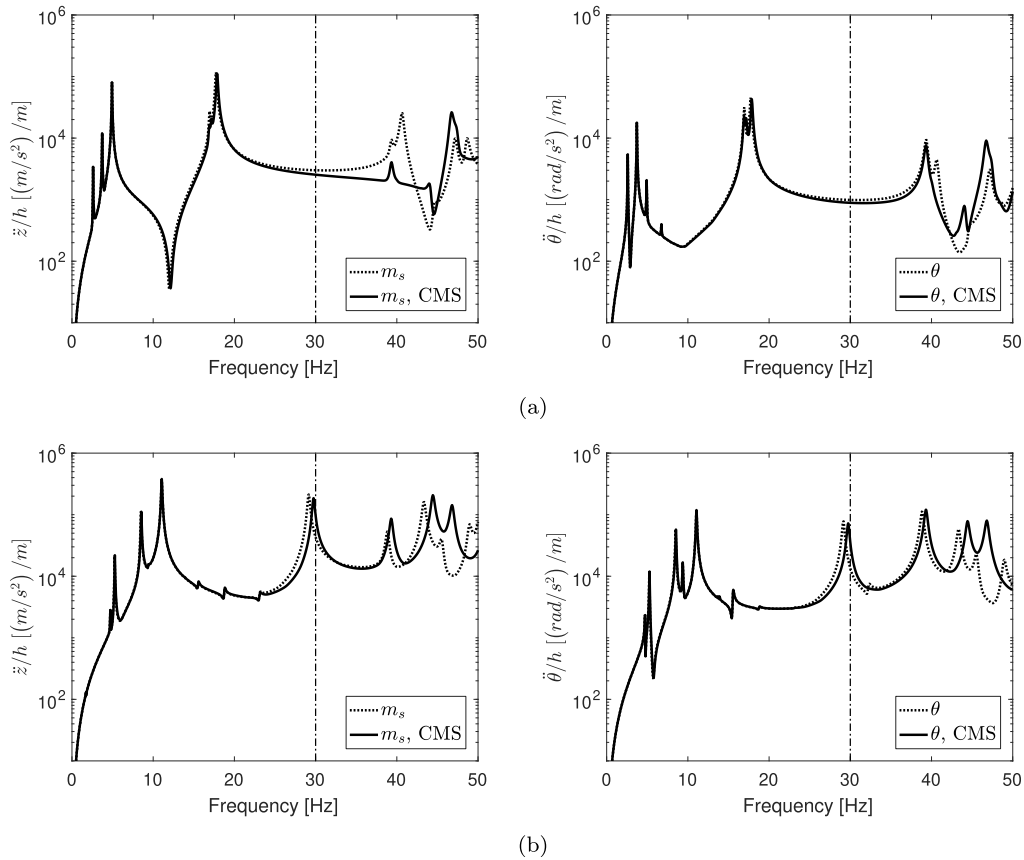 10^6
10^4
10^2
z̈/h [(m/s²) /m]
m_s
m_s, CMS
0 10 20 30 40 50
Frequency [Hz]
10^6
10^4
10^2
θ̈/h [(rad/s²) /m]
θ
θ, CMS
0 10 20 30 40 50
Frequency [Hz]
(a)
10^6
10^4
10^2
z̈/h [(m/s²) /m]
m_s
m_s, CMS
0 10 20 30 40 50
Frequency [Hz]
10^6
10^4
10^2
θ̈/h [(rad/s²) /m]
θ
θ, CMS
0 10 20 30 40 50
Frequency [Hz]
(b)